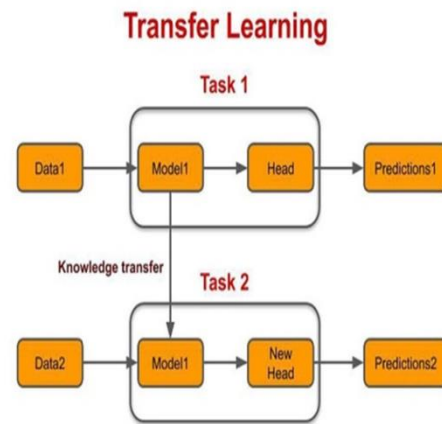 Transfer Learning
Task 1
Data1
Model1
Head
Predictions1
Knowledge transfer
Task 2
Data2
Model1
New
Head
Predictions2